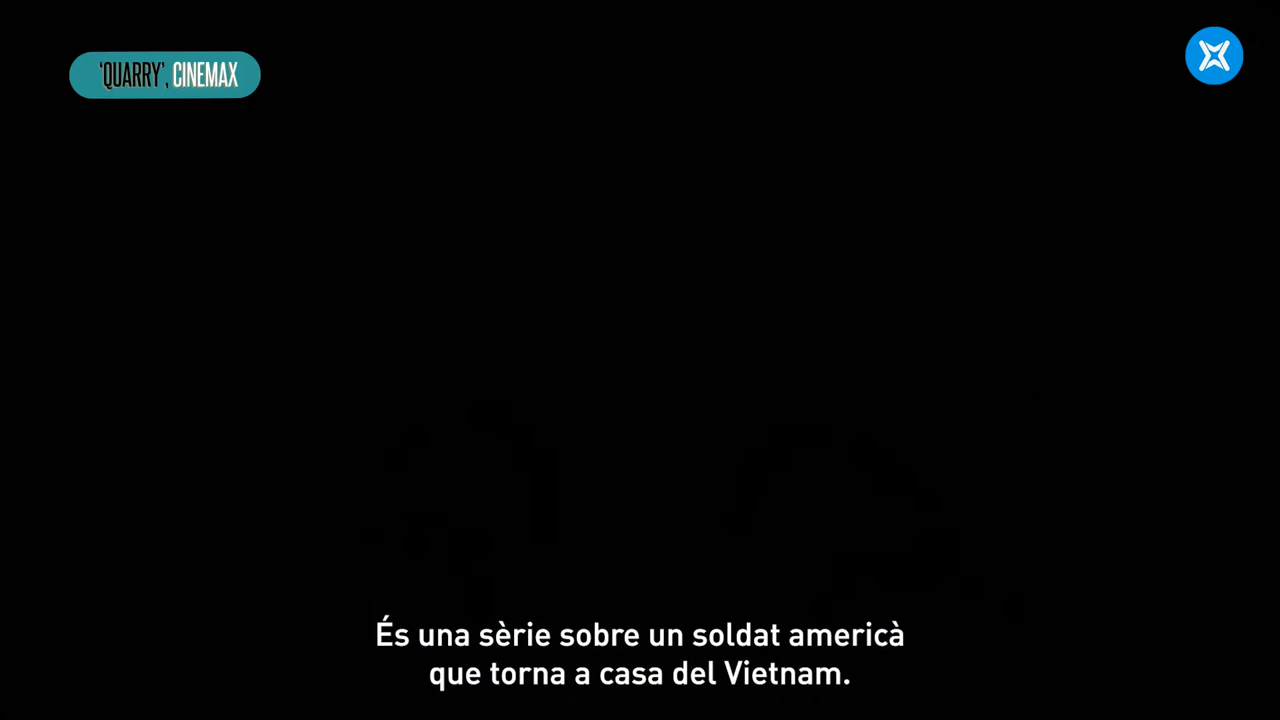 'QUARRY', CINEMAX
És una sèrie sobre un soldat americà
que torna a casa del Vietnam.